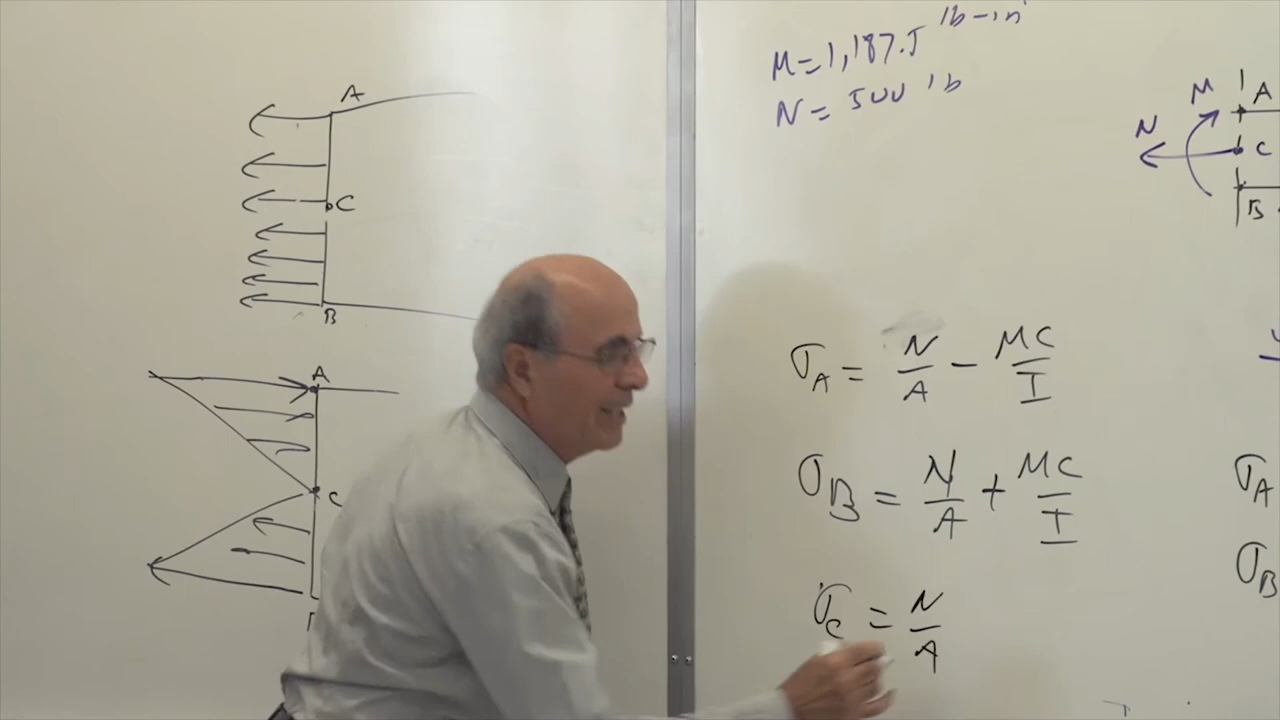 A
C
B
A
C
M=1,187.5 lb-in
N= 500 lb
M
A
N
C
B
σA = N/A - MC/I
σB = N/A + MC/I
σC = N/A
σA
σB